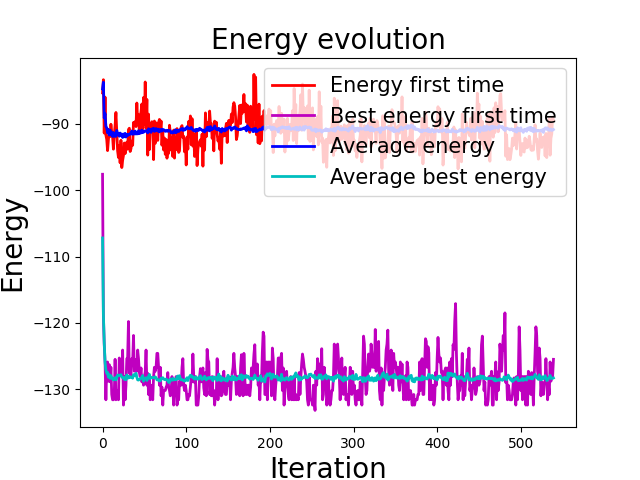 Energy evolution
Energy
−90
−100
−110
−120
−130
Energy first time
Best energy first time
Average energy
Average best energy
0 100 200 300 400 500
Iteration